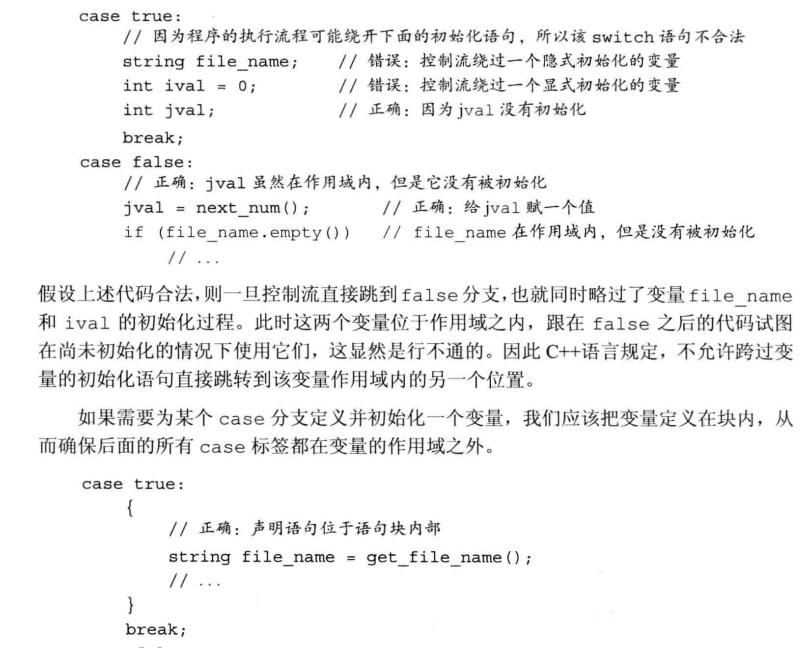 case true:
// 因为程序的执行流程可能绕开下面的初始化语句，所以该 switch 语句不合法
string file_name; // 错误：控制流绕过一个隐式初始化的变量
int ival = 0; // 错误：控制流绕过一个显式初始化的变量
int jval; // 正确：因为 jval 没有初始化
break;
case false:
// 正确：jval 虽然在作用域内，但是它没有被初始化
jval = next_num(); // 正确：给 jval 赋一个值
if (file_name.empty()) // file_name 在作用域内，但是没有被初始化
// ...
假设上述代码合法，则一旦控制流直接跳到 false 分支，也就同时略过了变量 file_name
和 ival 的初始化过程。此时这两个变量位于作用域之内，跟在 false 之后的代码试图
在尚未初始化的情况下使用它们，这显然是行不通的。因此 C++语言规定，不允许跨过变
量的初始化语句直接跳转到该变量作用域内的另一个位置。
如果需要为某个 case 分支定义并初始化一个变量，我们应该把变量定义在块内，从
而确保后面的所有 case 标签都在变量的作用域之外。
case true:
{
// 正确：声明语句位于语句块内部
string file_name = get_file_name();
// ...
}
break;